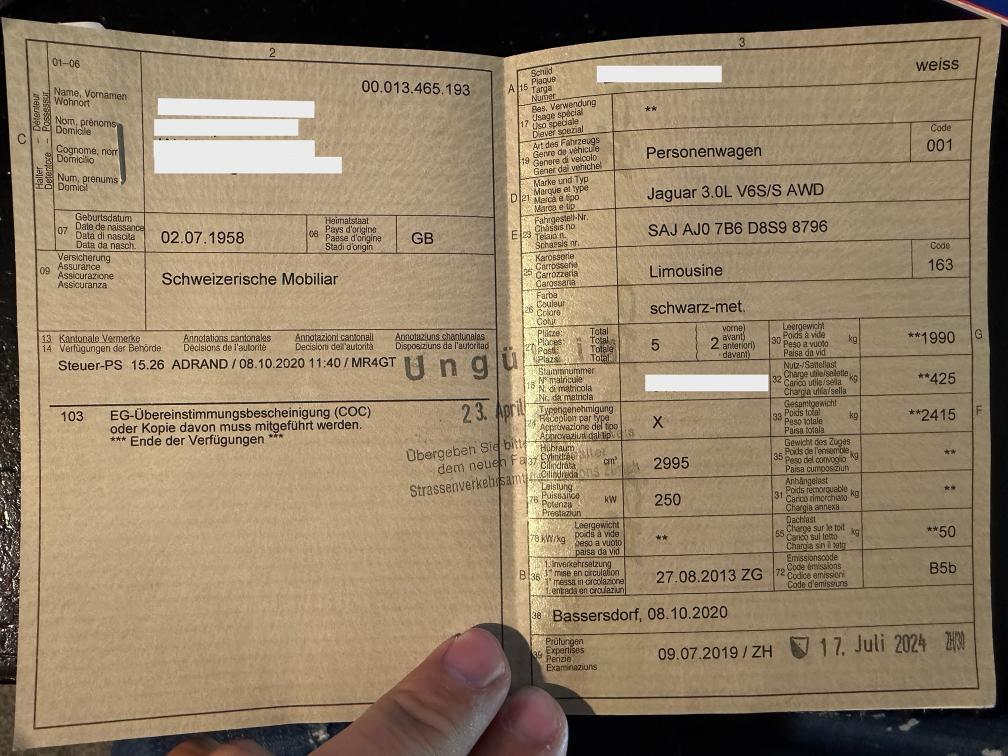 2
01–06
00.013.465.193
C
Halter Détenteur
Detentore – Possessur
Name, Vornamen
Wohnort
Nom, prénoms
Domicile
Cognome, nom
Domicilio
Num, prenums
Domicil
07
Geburtsdatum
Date de naissance
Data di nascita
Data da nasch.
02.07.1958
08
Heimatstaat
Pays d'origine
Paese d'origine
Stadi d'origin
GB
09
Versicherung
Assurance
Assicurazione
Assicuranza
Schweizerische Mobiliar
13 Kantonale Vermerke Annotations cantonales Annotazioni cantonali Annotaziuns chantunalas
14 Verfügungen der Behörde Décisions de l'autorité Decisioni dell'autorità Disposiziuns da l'autoritad
Steuer-PS 15.26 ADRAND / 08.10.2020 11:40 / MR4GT
Ungü
23. April
Übergeben Sie bitte
dem neuen
Strassenverkehrsamt
103 EG-Übereinstimmungsbescheinigung (COC)
oder Kopie davon muss mitgeführt werden.
*** Ende der Verfügungen ***
3
A 15
Schild
Plaque
Targa
Numer
weiss
17
Bes. Verwendung
Usage spécial
Uso speciale
Diever spezial
**
19
Art des Fahrzeugs
Genre de véhicule
Genere di veicolo
Gener dal vehichel
Personenwagen
Code
001
D 21
Marke und Typ
Marque et type
Marca e tipo
Marca e tip
Jaguar 3.0L V6S/S AWD
E 23
Fahrgestell-Nr.
Châssis no
Telaio n.
Schassis nr.
SAJ AJ0 7B6 D8S9 8796
25
Karosserie
Carrosserie
Carrozzeria
Carossaria
Limousine
Code
163
26
Farbe
Couleur
Colore
Colur
schwarz-met.
27
Plätze: Total
Places: Total
Posti: Totale
Plazs: Total
5
( 2 vorne)
avant)
anteriori)
davant)
30
Leergewicht
Poids à vide
Peso a vuoto
Paisa da vid
kg
**1990
G
18
Stammnummer
N° matricule
N. di matricola
Nr. da matricla
32
Nutz-/Sattellast
Charge utile/sellette
Carico utile/sella
Chargia utila/sella
kg
**425
24
Typengenehmigung
Réception par type
Approvazione del tipo
Approvaziun dal tip
X
33
Gesamtgewicht
Poids total
Peso totale
Paisa totala
kg
**2415
F
37
Hubraum
Cylindrée
Cilindrata
Cilindrada
cm³
2995
35
Gewicht des Zuges
Poids de l'ensemble
Peso del convoglio
Paisa cumposiziun
kg
**
76
Leistung
Puissance
Potenza
Prestaziun
kW
250
31
Anhängelast
Poids remorquable
Carico rimorchiato
Chargia annexa
kg
**
78 kW/kg
Leergewicht
poids à vide
peso a vuoto
paisa da vid
**
55
Dachlast
Charge sur le toit
Carico sul tetto
Chargia sin il tetg
kg
**50
B 36
1. Inverkehrsetzung
1re mise en circulation
1a messa in circolazione
1. entrada en circulaziun
27.08.2013 ZG
72
Emissionscode
Code émissions
Codice emissioni
Code d'emissiuns
B5b
38
Bassersdorf, 08.10.2020
39
Prüfungen
Expertises
Perizie
Examinaziuns
09.07.2019 / ZH
17. Juli 2024